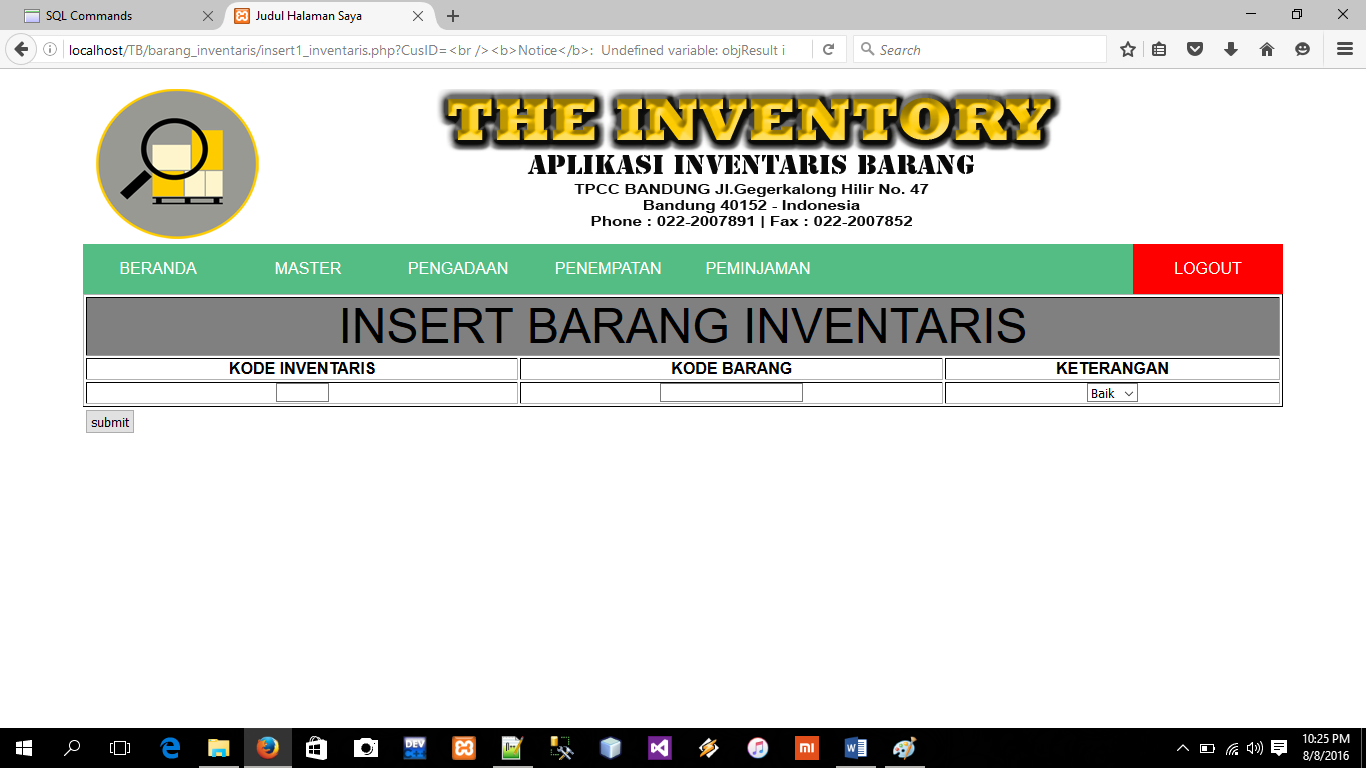 SQL Commands
Judul Halaman Saya
localhost/TB/barang_inventaris/insert1_inventaris.php?CusID=<br /><b>Notice</b>:  Undefined variable: objResult i
Search
THE INVENTORY
APLIKASI INVENTARIS BARANG
TPCC BANDUNG Jl.Gegerkalong Hilir No. 47
Bandung 40152 - Indonesia
Phone : 022-2007891 | Fax : 022-2007852
BERANDA MASTER PENGADAAN PENEMPATAN PEMINJAMAN LOGOUT
INSERT BARANG INVENTARIS
KODE INVENTARIS KODE BARANG KETERANGAN
Baik
submit
DEV
10:25 PM
8/8/2016